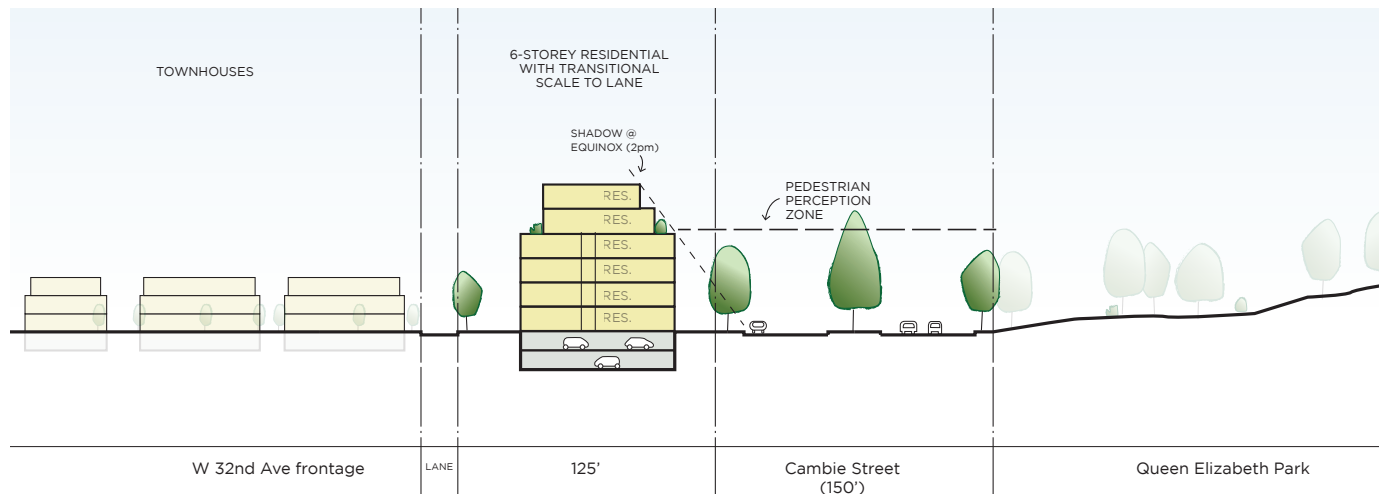 TOWNHOUSES
6-STOREY RESIDENTIAL
WITH TRANSITIONAL
SCALE TO LANE
SHADOW @
EQUINOX (2pm)
PEDESTRIAN
PERCEPTION
ZONE
RES.
RES.
RES.
RES.
RES.
RES.
W 32nd Ave frontage
LANE
125’
Cambie Street
(150’)
Queen Elizabeth Park